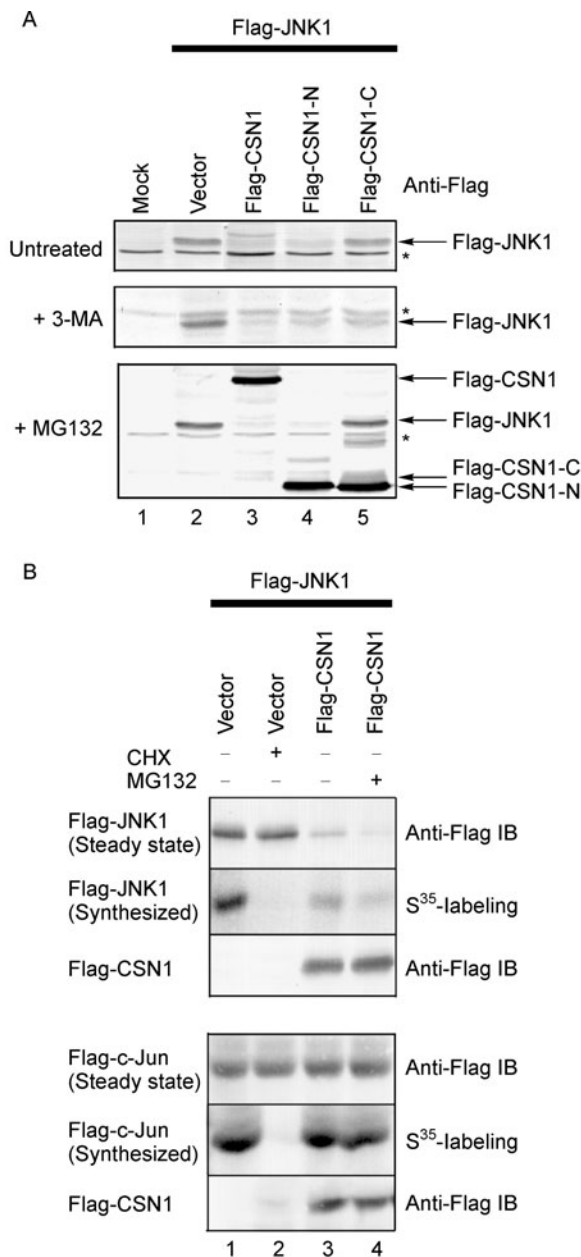 A
Flag-JNK1
Mock
Vector
Flag-CSN1
Flag-CSN1-N
Flag-CSN1-C
Anti-Flag
Untreated
Flag-JNK1
*
+ 3-MA
*
Flag-JNK1
+ MG132
Flag-CSN1
Flag-JNK1
*
Flag-CSN1-C
Flag-CSN1-N
1 2 3 4 5
B
Flag-JNK1
Vector
Vector
Flag-CSN1
Flag-CSN1
CHX – + – –
MG132 – – – +
Flag-JNK1
(Steady state)
Anti-Flag IB
Flag-JNK1
(Synthesized)
S35-labeling
Flag-CSN1
Anti-Flag IB
Flag-c-Jun
(Steady state)
Anti-Flag IB
Flag-c-Jun
(Synthesized)
S35-labeling
Flag-CSN1
Anti-Flag IB
1 2 3 4